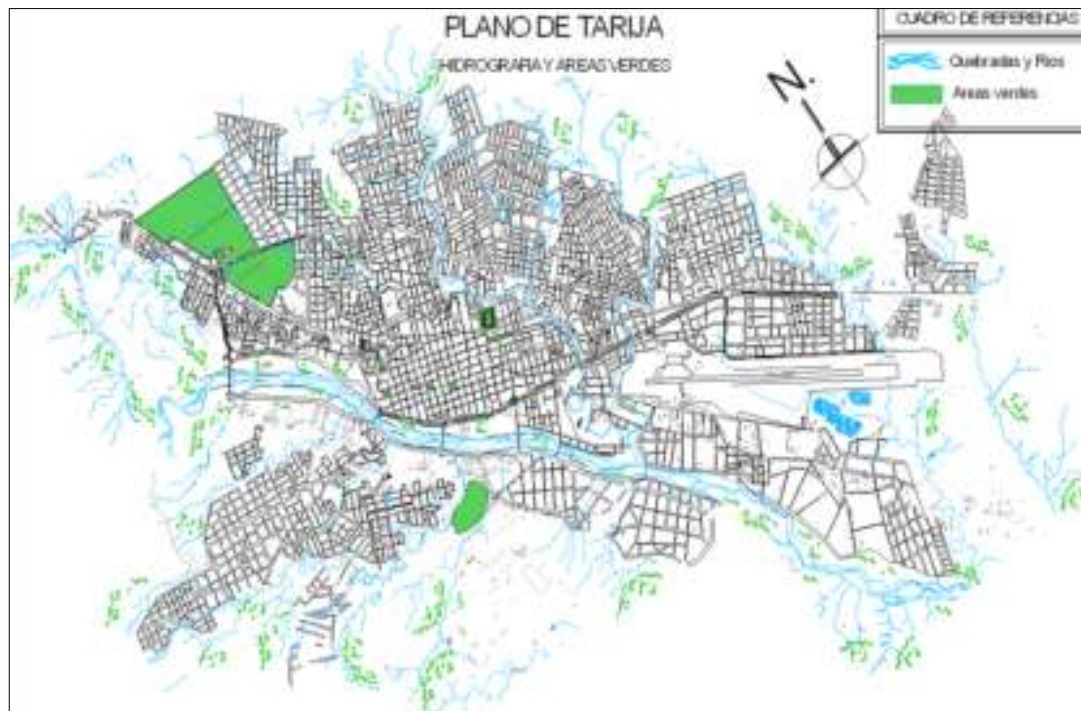 PLANO DE TARIJA
HIDROGRAFIA Y AREAS VERDES
N.
CUADRO DE REFERENCIAS
Quebradas y Rios
Areas verdes